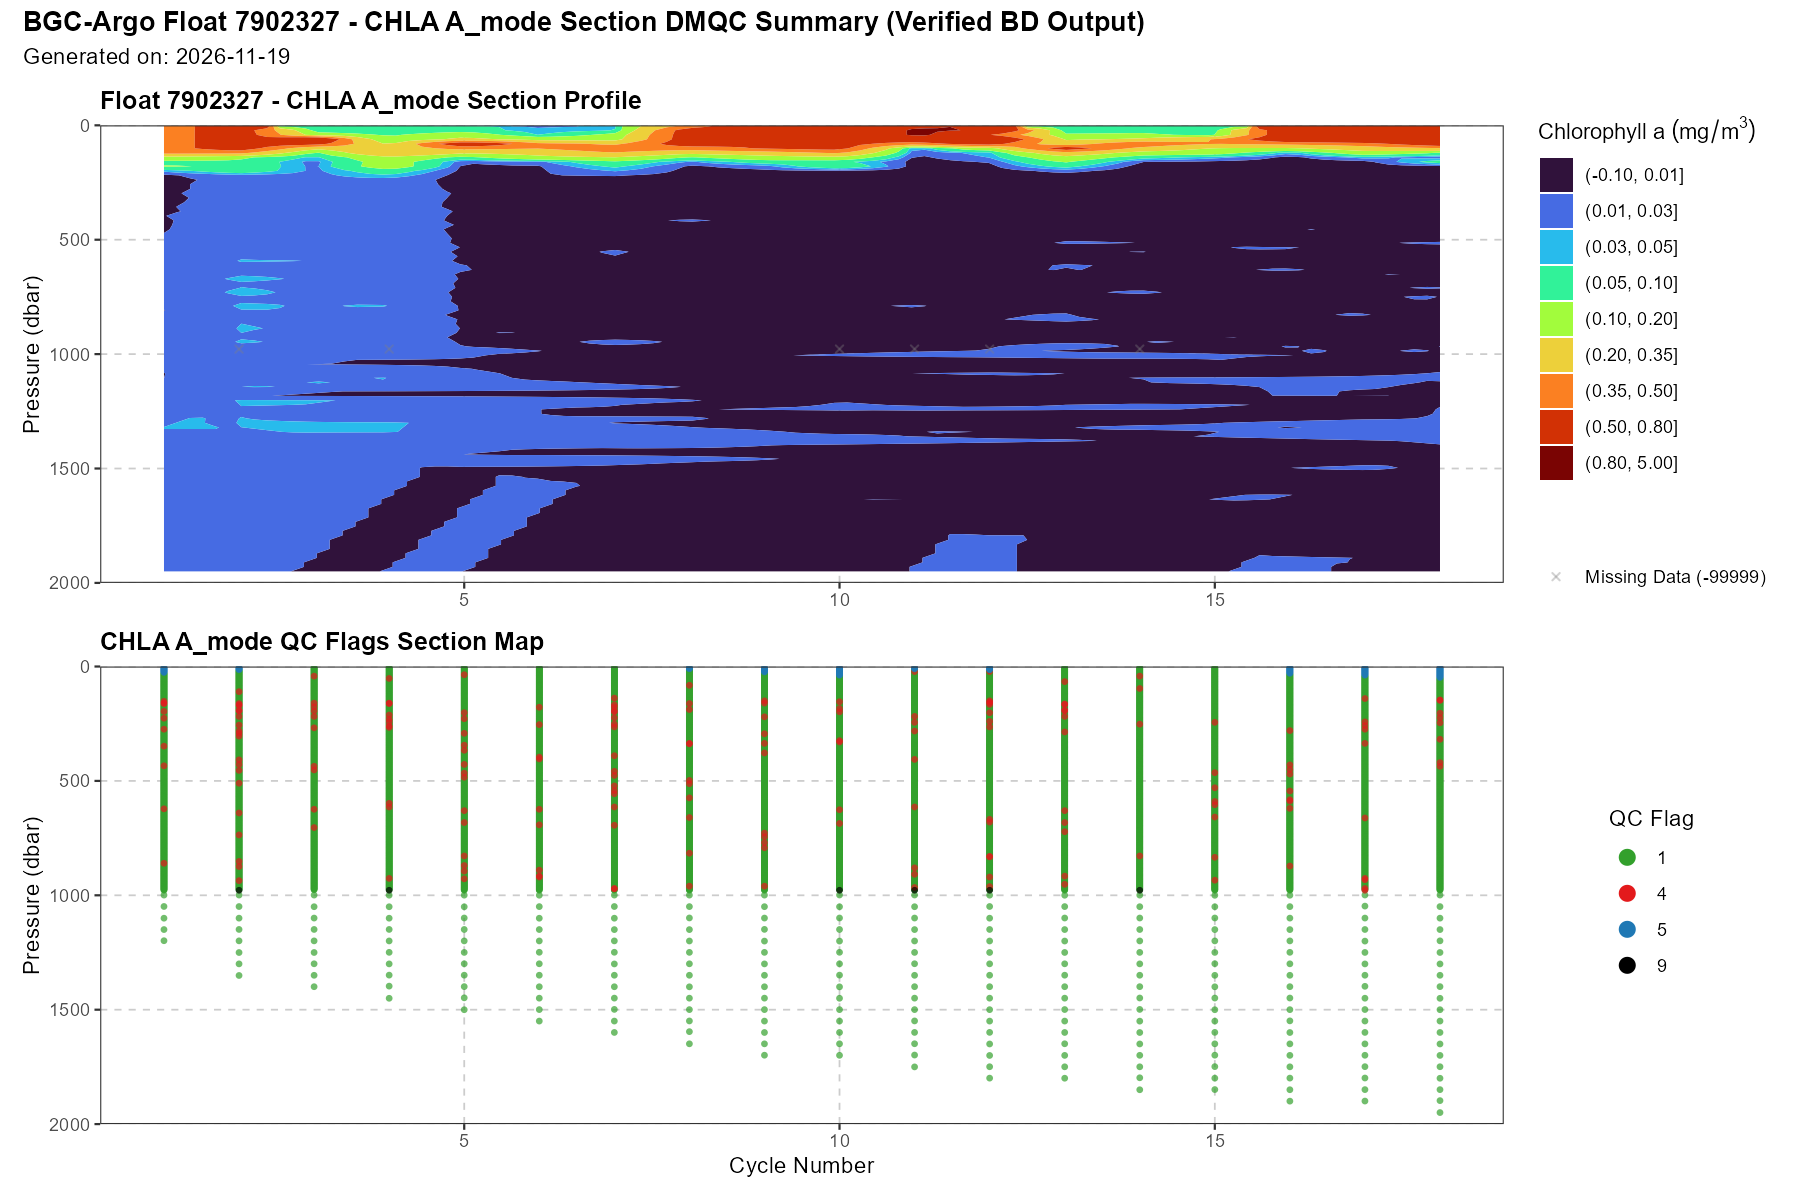 BGC-Argo Float 7902327 - CHLA A_mode Section DMQC Summary (Verified BD Output)
Generated on: 2026-11-19
Float 7902327 - CHLA A_mode Section Profile
Pressure (dbar)
0
500
1000
1500
2000
5
10
15
Chlorophyll a (mg/m³)
(-0.10, 0.01]
(0.01, 0.03]
(0.03, 0.05]
(0.05, 0.10]
(0.10, 0.20]
(0.20, 0.35]
(0.35, 0.50]
(0.50, 0.80]
(0.80, 5.00]
Missing Data (-99999)
CHLA A_mode QC Flags Section Map
Pressure (dbar)
0
500
1000
1500
2000
5
10
15
Cycle Number
QC Flag
1
4
5
9